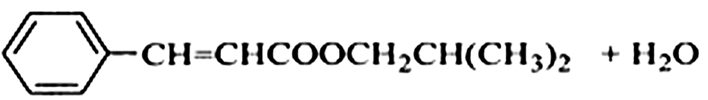 —CH=CHCOOCH₂CH(CH₃)₂ + H₂O